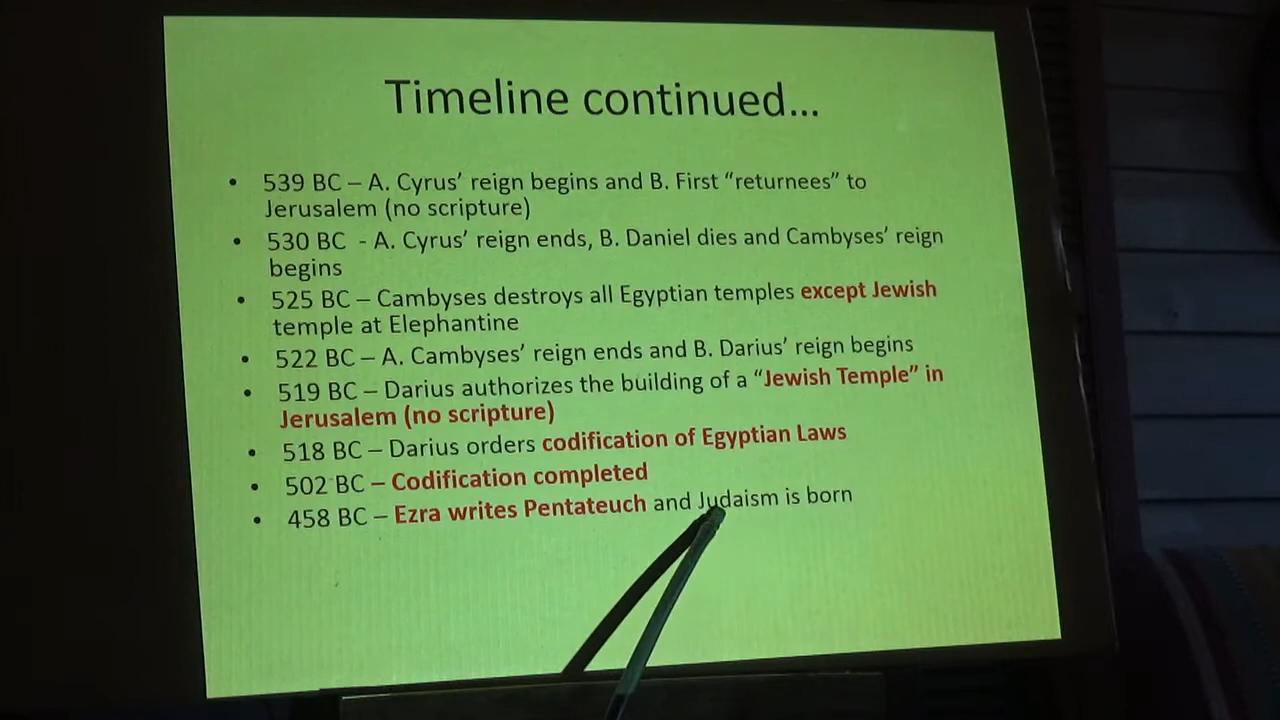 Timeline continued...
• 539 BC – A. Cyrus' reign begins and B. First “returnees” to
Jerusalem (no scripture)
• 530 BC - A. Cyrus' reign ends, B. Daniel dies and Cambyses' reign
begins
• 525 BC – Cambyses destroys all Egyptian temples except Jewish
temple at Elephantine
• 522 BC – A. Cambyses' reign ends and B. Darius' reign begins
• 519 BC – Darius authorizes the building of a “Jewish Temple” in
Jerusalem (no scripture)
• 518 BC – Darius orders codification of Egyptian Laws
• 502 BC – Codification completed
• 458 BC – Ezra writes Pentateuch and Judaism is born